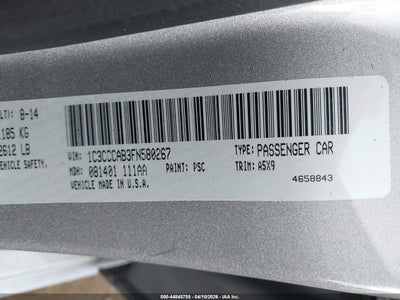 LT): 8-14
185 KG
2612 LB
EHICLE SAFETY.
VIN: 1C3CCCAB3FN580267
TYPE: PASSENGER CAR
MDH: 081401 111AA
PAINT: PSC
TRIM: A5X9
VEHICLE MADE IN U.S.A.
4658843
000-44845755 - 04/10/2026 - IAA Inc.